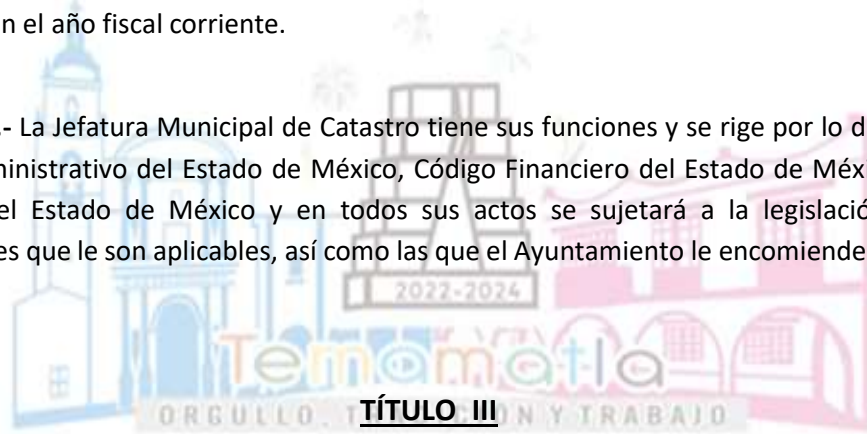 n el año fiscal corriente.
.- La Jefatura Municipal de Catastro tiene sus funciones y se rige por lo d
ministrativo del Estado de México, Código Financiero del Estado de Méx
el Estado de México y en todos sus actos se sujetará a la legislació
es que le son aplicables, así como las que el Ayuntamiento le encomiende
2022-2024
Temamatla
TÍTULO III
ORGULLO, Y TRABAJO